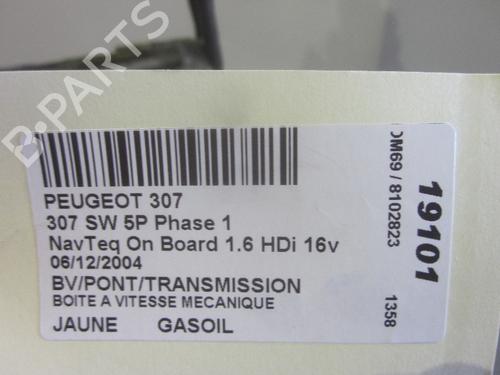 PEUGEOT 307
307 SW 5P Phase 1
NavTeq On Board 1.6 HDi 16v
06/12/2004
BV/PONT/TRANSMISSION
BOITE A VITESSE MECANIQUE
JAUNE GASOIL
DM69 / 8102823
1358
19101
B-PARTS